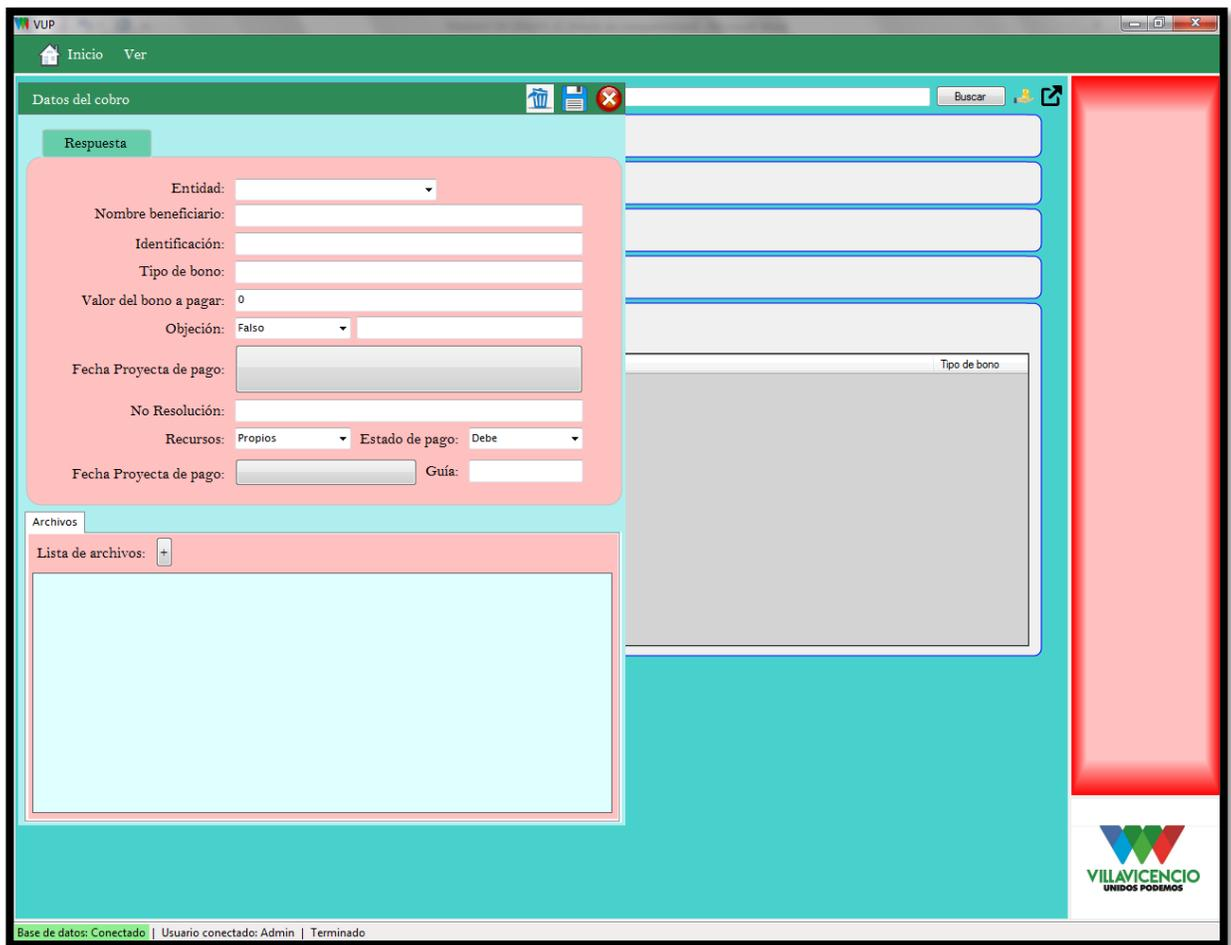 VUP
Inicio Ver
Datos del cobro
Buscar
Respuesta
Entidad:
Nombre beneficiario:
Identificación:
Tipo de bono:
Valor del bono a pagar: 0
Objeción: Falso
Fecha Proyecta de pago:
Tipo de bono
No Resolución:
Recursos: Propios Estado de pago: Debe
Fecha Proyecta de pago: Guía:
Archivos
Lista de archivos: +
VILLAVICENCIO
UNIDOS PODEMOS
Base de datos: Conectado | Usuario conectado: Admin | Terminado